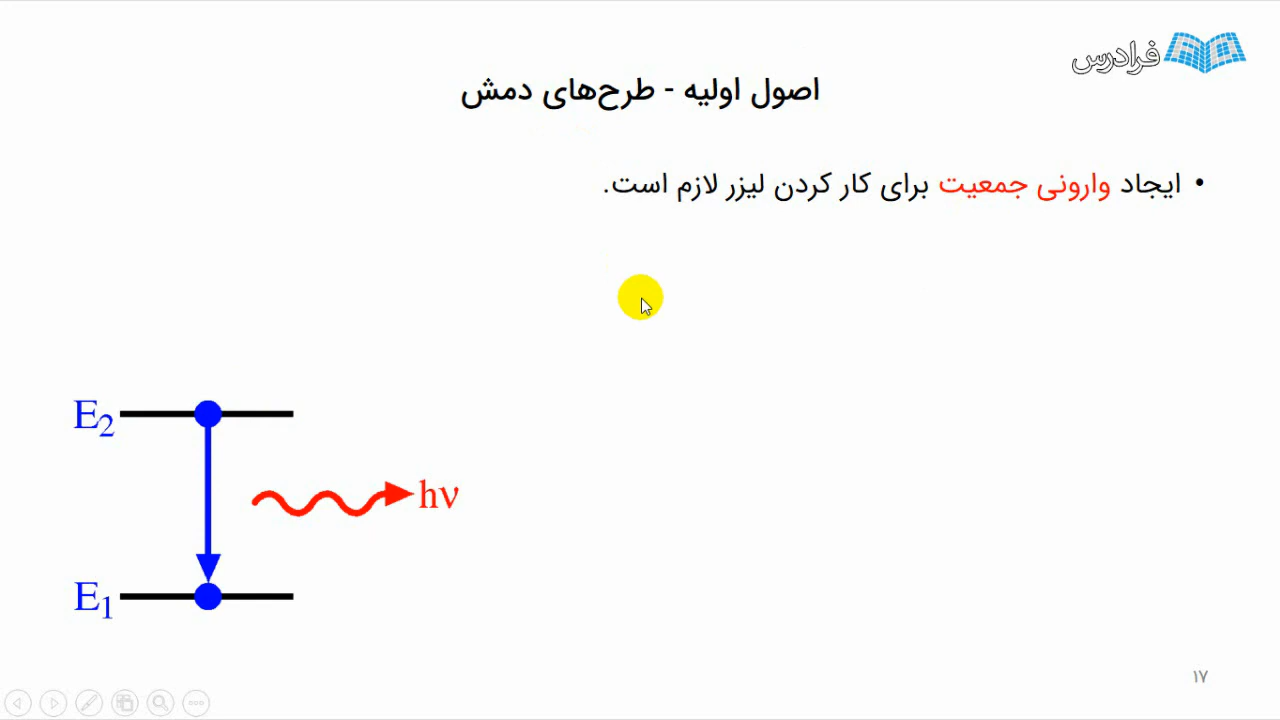 فرادرس
اصول اولیه - طرح‌های دمش
• ایجاد وارونی جمعیت برای کار کردن لیزر لازم است.
E₂
hν
E₁
۱۷